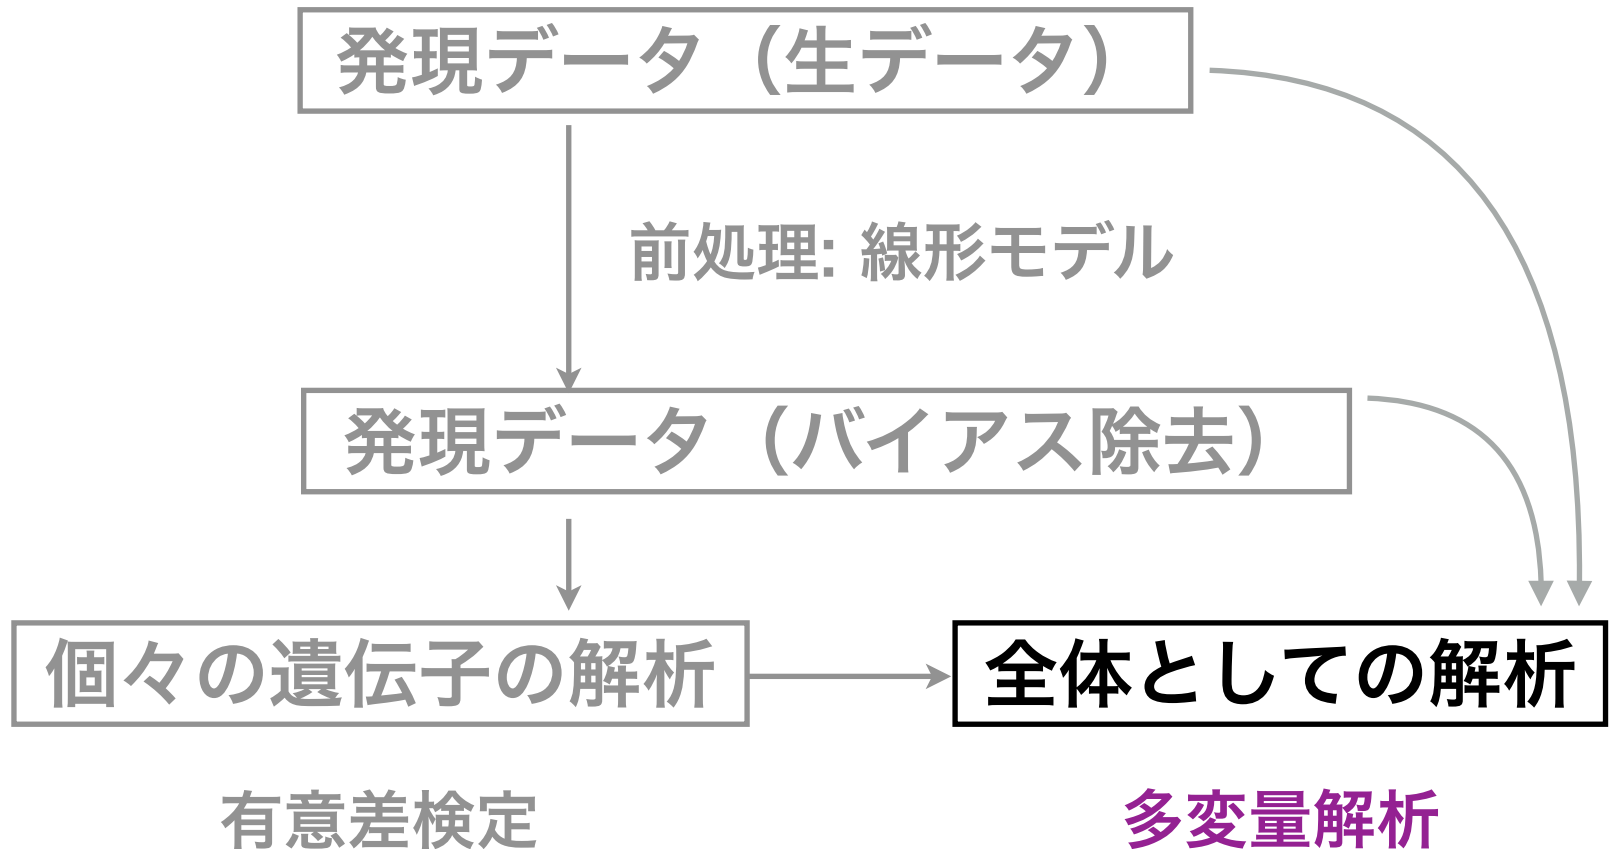 発現データ（生データ）
前処理: 線形モデル
発現データ（バイアス除去）
個々の遺伝子の解析
全体としての解析
有意差検定
多変量解析